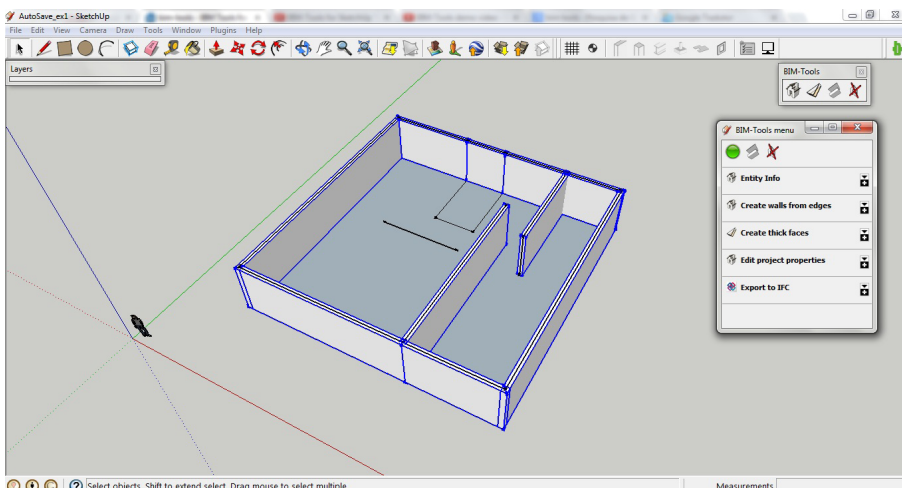 AutoSave_ex1 - SketchUp
File Edit View Camera Draw Tools Window Plugins Help
Layers
BIM-Tools
BIM-Tools menu
Entity Info
Create walls from edges
Create thick faces
Edit project properties
Export to IFC
Select objects. Shift to extend select. Drag mouse to select multiple.
Measurements